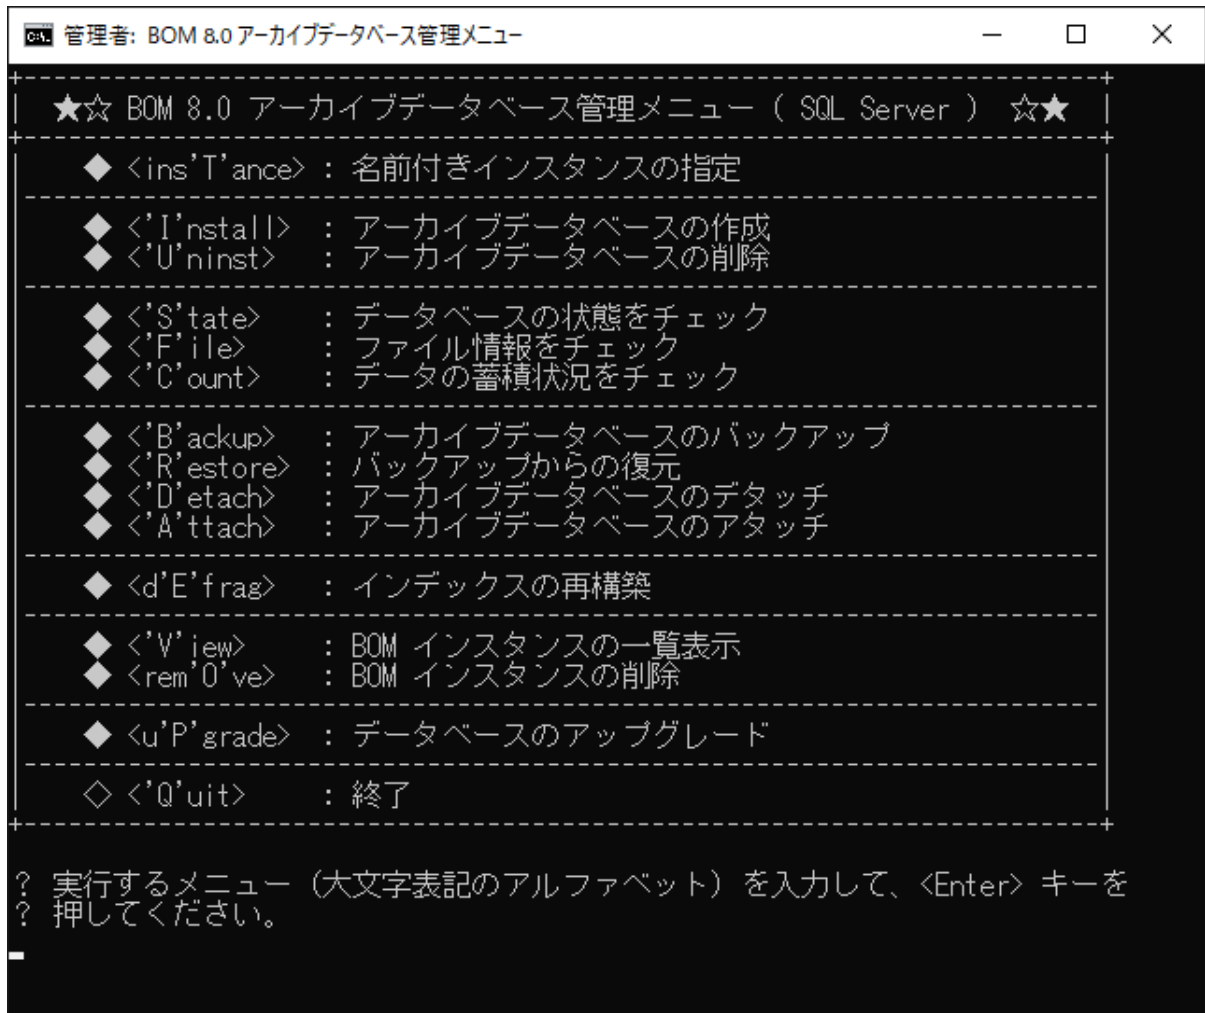 管理者: BOM 8.0 アーカイブデータベース管理メニュー
★☆ BOM 8.0 アーカイブデータベース管理メニュー ( SQL Server ) ☆★
◆ <ins'T'ance> : 名前付きインスタンスの指定
◆ <'I'nstall> : アーカイブデータベースの作成
◆ <'U'ninst> : アーカイブデータベースの削除
◆ <'S'tate> : データベースの状態をチェック
◆ <'F'ile> : ファイル情報をチェック
◆ <'C'ount> : データの蓄積状況をチェック
◆ <'B'ackup> : アーカイブデータベースのバックアップ
◆ <'R'estore> : バックアップからの復元
◆ <'D'etach> : アーカイブデータベースのデタッチ
◆ <'A'ttach> : アーカイブデータベースのアタッチ
◆ <d'E'frag> : インデックスの再構築
◆ <'V'iew> : BOM インスタンスの一覧表示
◆ <rem'O've> : BOM インスタンスの削除
◆ <u'P'grade> : データベースのアップグレード
◇ <'Q'uit> : 終了
? 実行するメニュー（大文字表記のアルファベット）を入力して、<Enter> キーを
? 押してください。